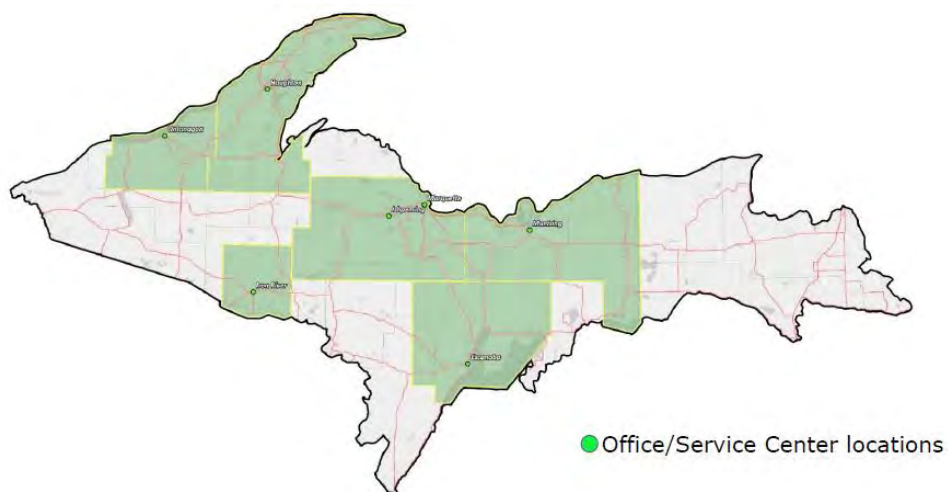 Houghton
Ontonagon
Marquette
Ishpeming
Munising
Iron River
Escanaba
Office/Service Center locations